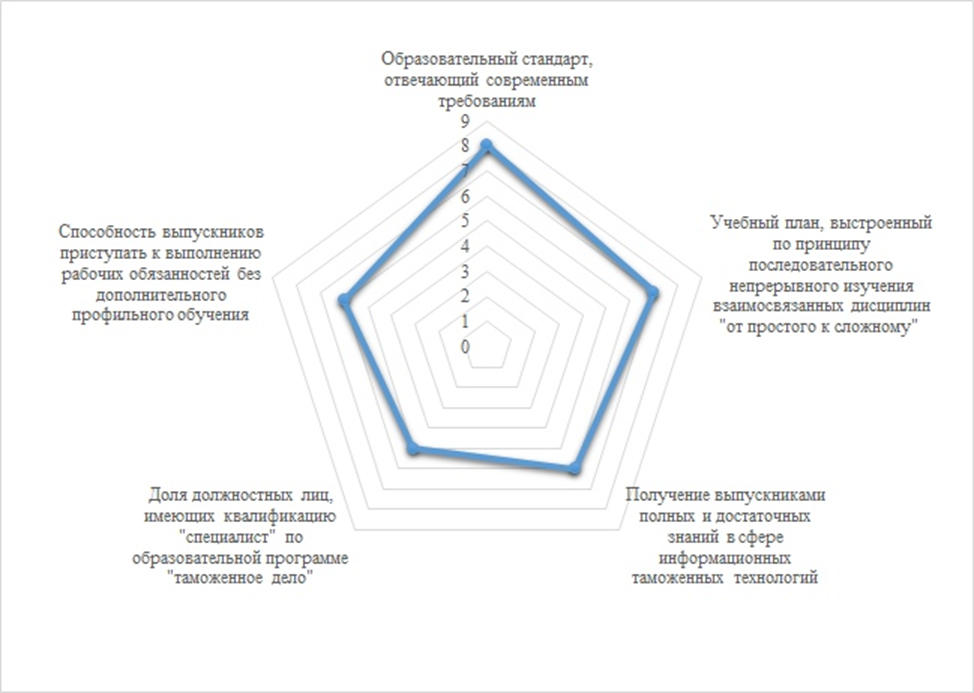 Образовательный стандарт,
отвечающий современным
требованиям
9
8
7
6
5
4
3
2
1
0
Учебный план, выстроенный
по принципу
последовательного
непрерывного изучения
взаимосвязанных дисциплин
"от простого к сложному"
Получение выпускниками
полных и достаточных
знаний в сфере
информационных
таможенных технологий
Доля должностных лиц,
имеющих квалификацию
"специалист" по
образовательной программе
"таможенное дело"
Способность выпускников
приступать к выполнению
рабочих обязанностей без
дополнительного
профильного обучения